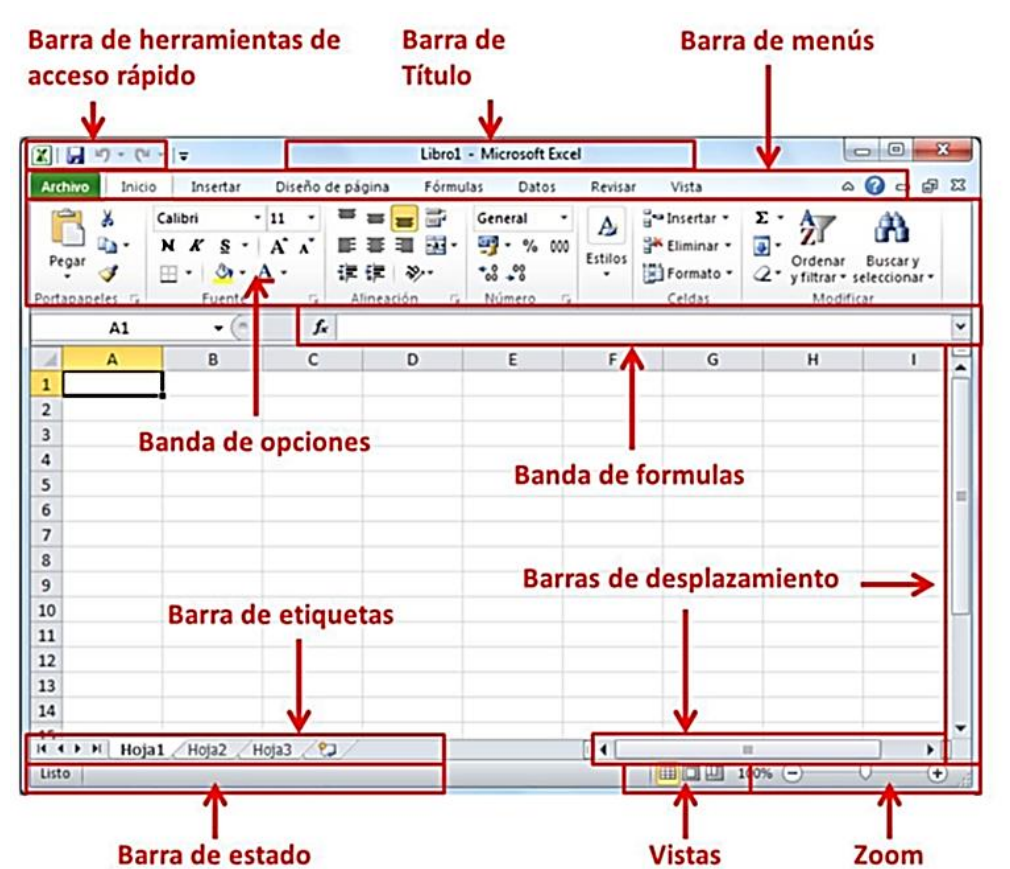 Barra de herramientas de
acceso rápido
Barra de
Título
Barra de menús
Libro1 - Microsoft Excel
Archivo Inicio Insertar Diseño de página Fórmulas Datos Revisar Vista
Calibri 11 General Insertar Σ
N K S A A % 000 Estilos Eliminar
Pegar A Formato Ordenar y filtrar Buscar y seleccionar
Portapapeles Fuente Alineación Número Celdas Modificar
A1 fx
A B C D E F G H I
1
2
3
Banda de opciones
4
Banda de formulas
5
6
7
8
Barras de desplazamiento
9
10
Barra de etiquetas
11
12
13
14
15
Hoja1 Hoja2 Hoja3
Listo 100%
Barra de estado
Vistas
Zoom